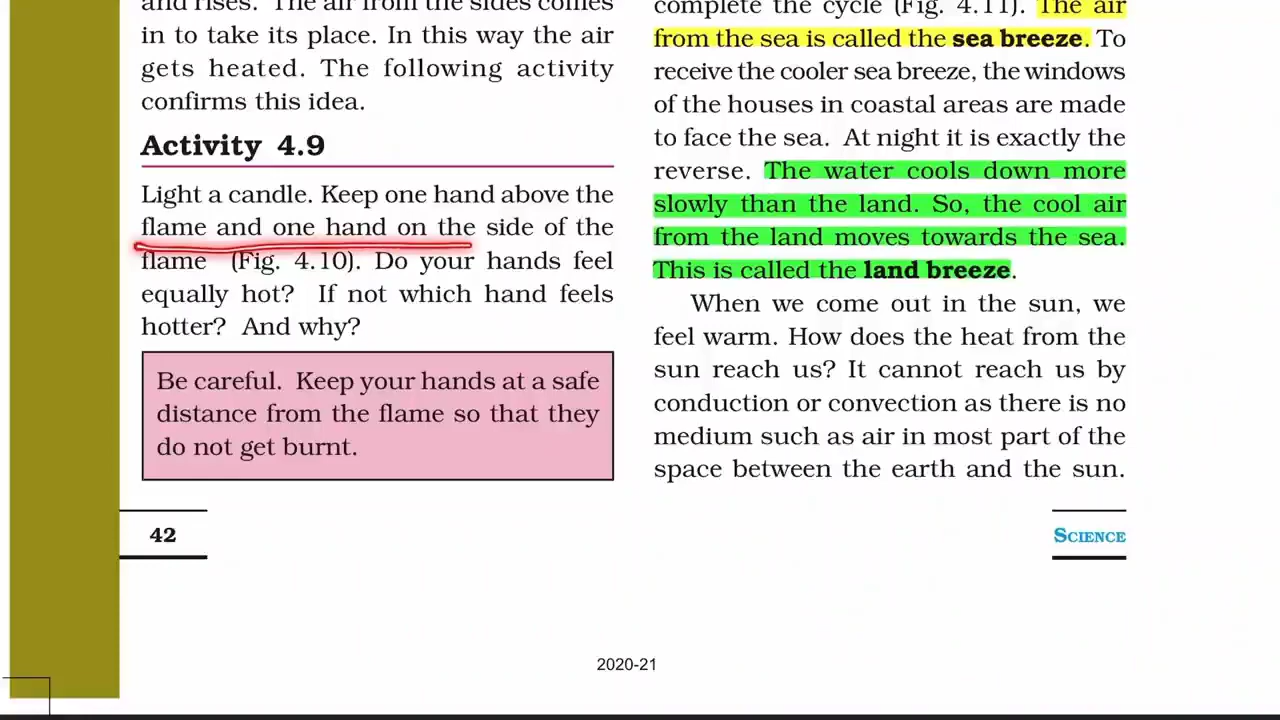 and rises. The air from the sides comes
in to take its place. In this way the air
gets heated. The following activity
confirms this idea.
Activity 4.9
Light a candle. Keep one hand above the
flame and one hand on the side of the
flame (Fig. 4.10). Do your hands feel
equally hot? If not which hand feels
hotter? And why?
Be careful. Keep your hands at a safe
distance from the flame so that they
do not get burnt.
42
complete the cycle (Fig. 4.11). The air
from the sea is called the sea breeze. To
receive the cooler sea breeze, the windows
of the houses in coastal areas are made
to face the sea. At night it is exactly the
reverse. The water cools down more
slowly than the land. So, the cool air
from the land moves towards the sea.
This is called the land breeze.
When we come out in the sun, we
feel warm. How does the heat from the
sun reach us? It cannot reach us by
conduction or convection as there is no
medium such as air in most part of the
space between the earth and the sun.
SCIENCE
2020-21